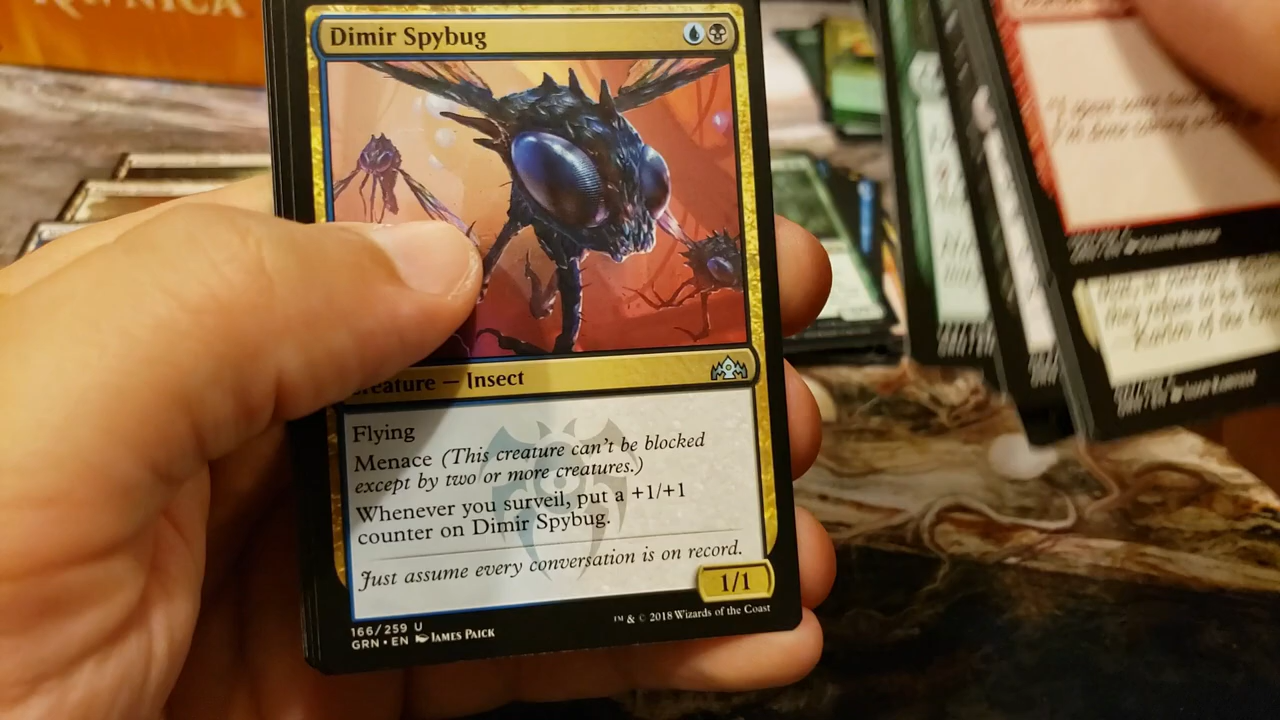 RAVNICA
Dimir Spybug
Creature — Insect
Flying
Menace (This creature can't be blocked
except by two or more creatures.)
Whenever you surveil, put a +1/+1
counter on Dimir Spybug.
Just assume every conversation is on record.
1/1
166/259 U
GRN • EN JAMES PAICK
™ & © 2018 Wizards of the Coast